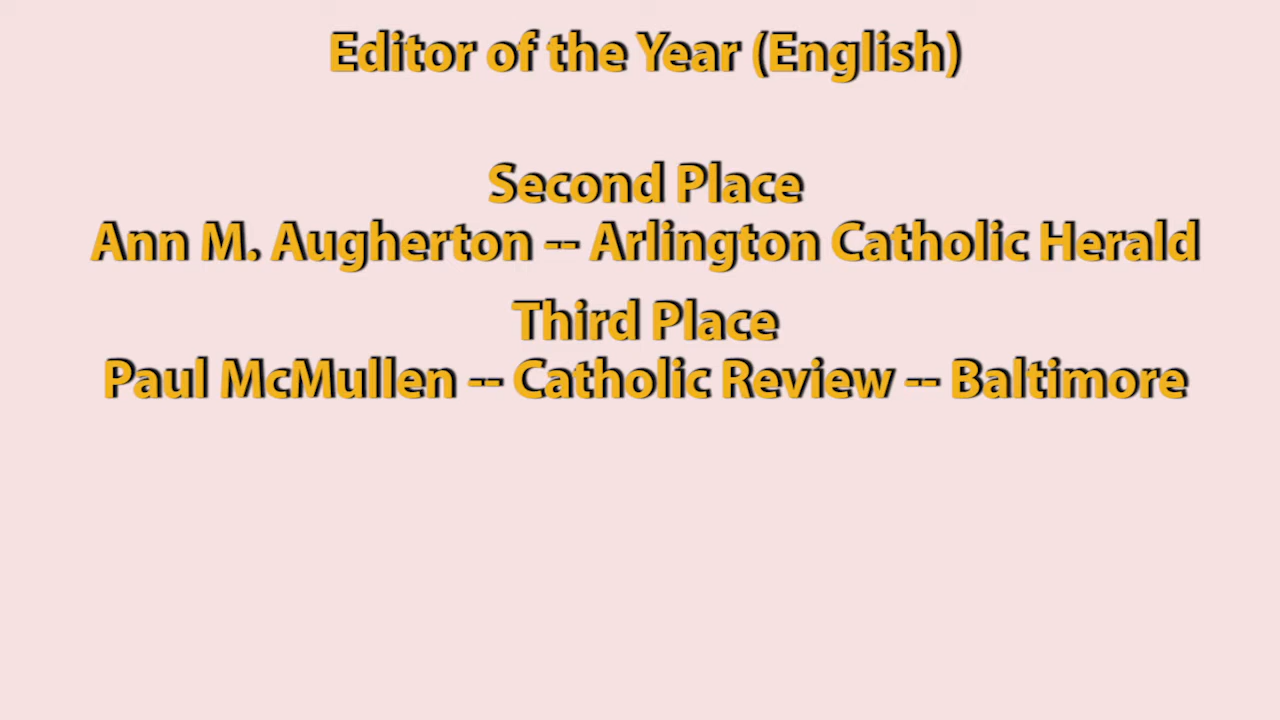 Editor of the Year (English)
Second Place
Ann M. Augherton -- Arlington Catholic Herald
Third Place
Paul McMullen -- Catholic Review -- Baltimore